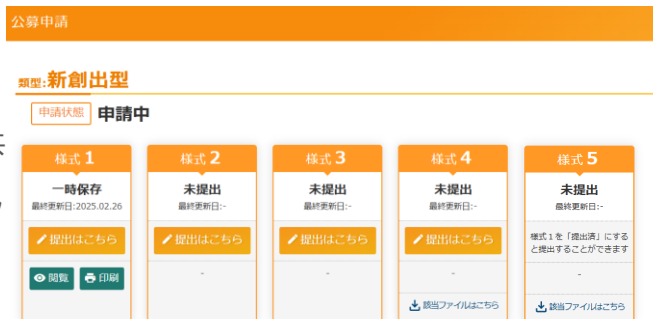 公募申請
類型:新創出型
申請状態 申請中
様式 1
一時保存
最終更新日:2025.02.26
提出はこちら
閲覧 印刷
様式 2
未提出
最終更新日:-
提出はこちら
-
様式 3
未提出
最終更新日:-
提出はこちら
-
様式 4
未提出
最終更新日:-
提出はこちら
-
該当ファイルはこちら
様式 5
未提出
最終更新日:-
様式1を「提出済」にする
と提出することができます
-
該当ファイルはこちら